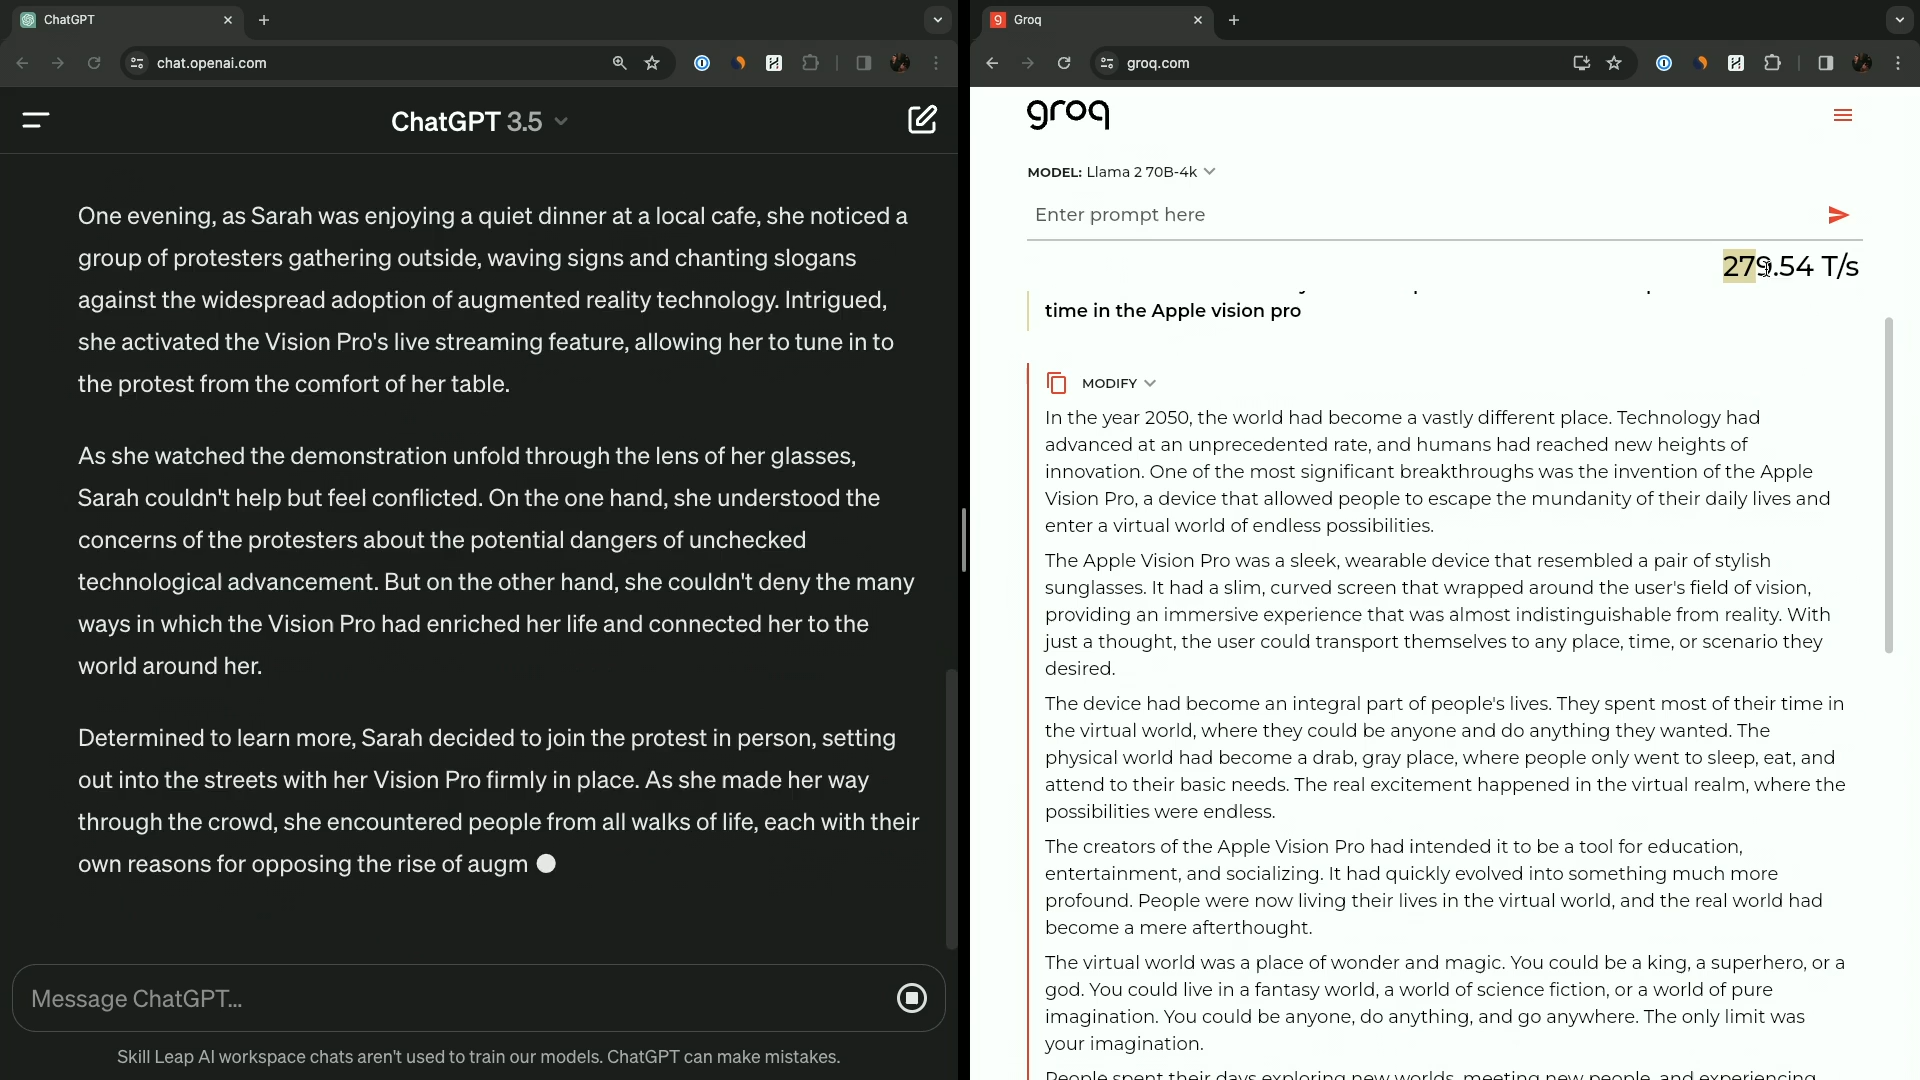 ChatGPT
chat.openai.com
ChatGPT 3.5
One evening, as Sarah was enjoying a quiet dinner at a local cafe, she noticed a
group of protesters gathering outside, waving signs and chanting slogans
against the widespread adoption of augmented reality technology. Intrigued,
she activated the Vision Pro's live streaming feature, allowing her to tune in to
the protest from the comfort of her table.
As she watched the demonstration unfold through the lens of her glasses,
Sarah couldn't help but feel conflicted. On the one hand, she understood the
concerns of the protesters about the potential dangers of unchecked
technological advancement. But on the other hand, she couldn't deny the many
ways in which the Vision Pro had enriched her life and connected her to the
world around her.
Determined to learn more, Sarah decided to join the protest in person, setting
out into the streets with her Vision Pro firmly in place. As she made her way
through the crowd, she encountered people from all walks of life, each with their
own reasons for opposing the rise of augm
Message ChatGPT...
Skill Leap AI workspace chats aren't used to train our models. ChatGPT can make mistakes.
Groq
groq.com
groq
MODEL: Llama 2 70B-4k
Enter prompt here
279.54 T/s
time in the Apple vision pro
MODIFY
In the year 2050, the world had become a vastly different place. Technology had
advanced at an unprecedented rate, and humans had reached new heights of
innovation. One of the most significant breakthroughs was the invention of the Apple
Vision Pro, a device that allowed people to escape the mundanity of their daily lives and
enter a virtual world of endless possibilities.
The Apple Vision Pro was a sleek, wearable device that resembled a pair of stylish
sunglasses. It had a slim, curved screen that wrapped around the user's field of vision,
providing an immersive experience that was almost indistinguishable from reality. With
just a thought, the user could transport themselves to any place, time, or scenario they
desired.
The device had become an integral part of people's lives. They spent most of their time in
the virtual world, where they could be anyone and do anything they wanted. The
physical world had become a drab, gray place, where people only went to sleep, eat, and
attend to their basic needs. The real excitement happened in the virtual realm, where the
possibilities were endless.
The creators of the Apple Vision Pro had intended it to be a tool for education,
entertainment, and socializing. It had quickly evolved into something much more
profound. People were now living their lives in the virtual world, and the real world had
become a mere afterthought.
The virtual world was a place of wonder and magic. You could be a king, a superhero, or a
god. You could live in a fantasy world, a world of science fiction, or a world of pure
imagination. You could be anyone, do anything, and go anywhere. The only limit was
your imagination.
People spent their days exploring new worlds, meeting new people, and experiencing